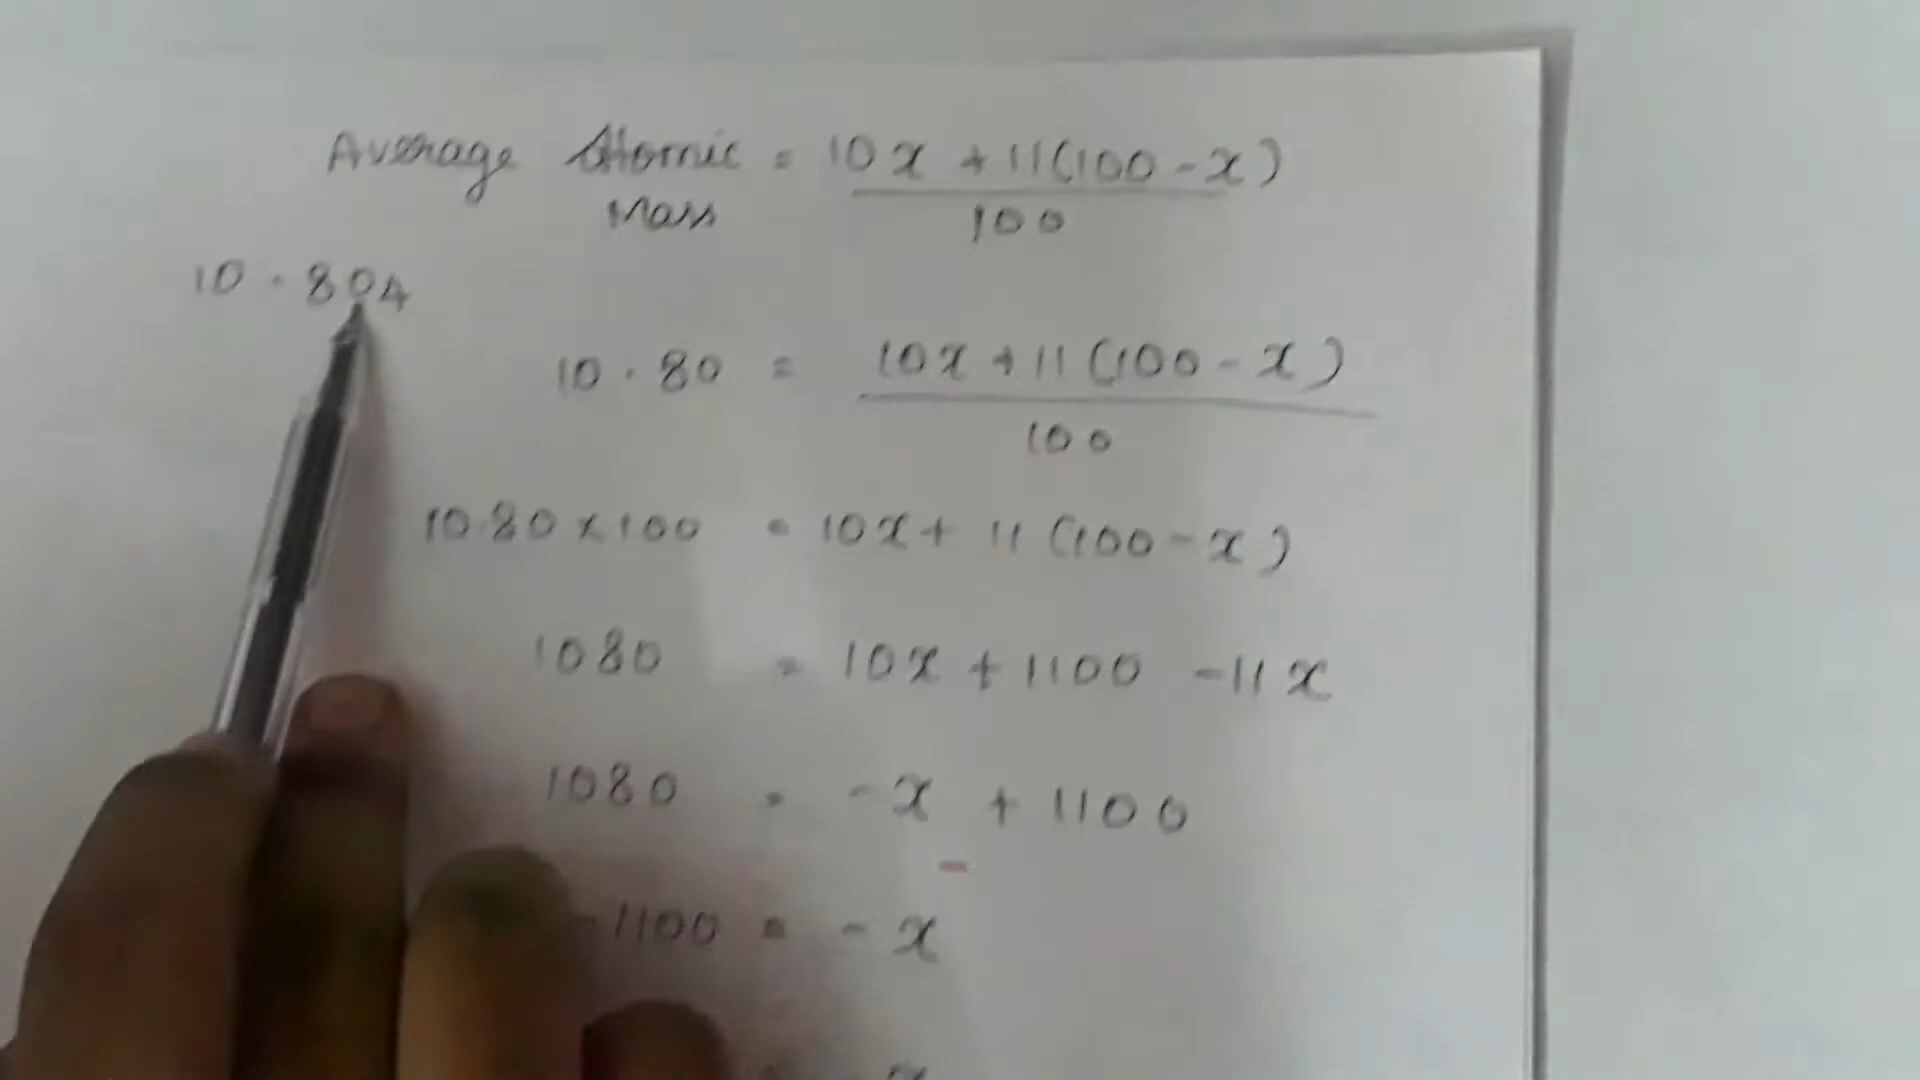 Average Atomic = 10x + 11(100-x)
Mass 100
10.804
10.80 = 10x + 11(100-x)
100
10.80 x 100 = 10x + 11(100-x)
1080 = 10x + 1100 - 11x
1080 = -x + 1100
-1100 = -x